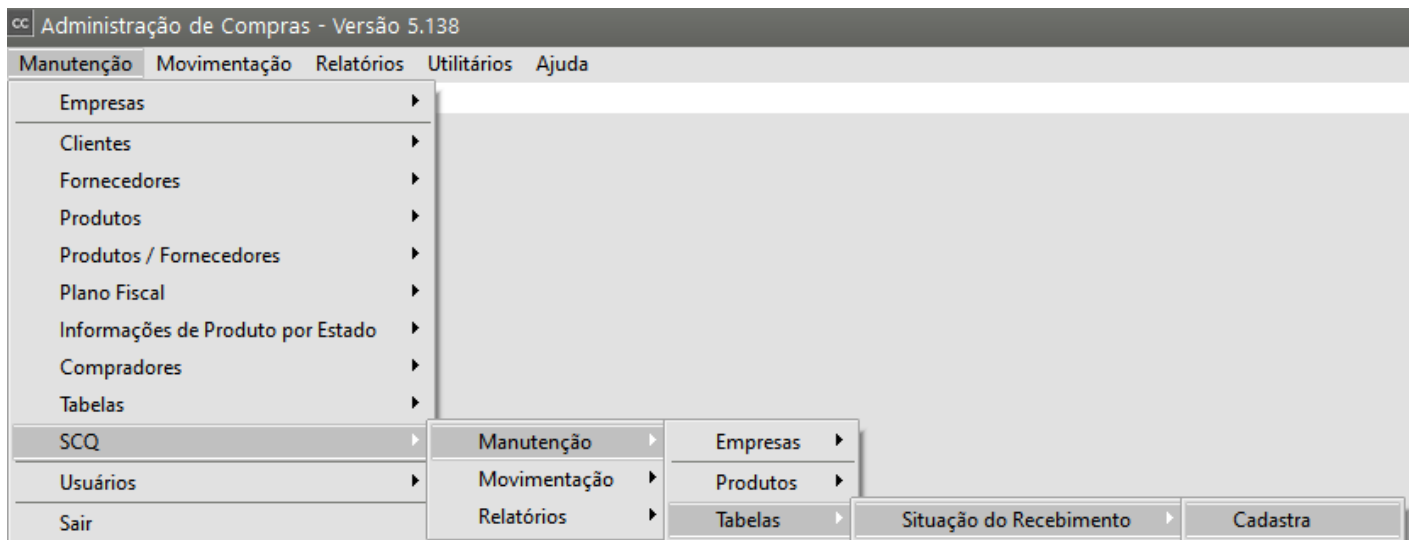 cc Administração de Compras - Versão 5.138
Manutenção Movimentação Relatórios Utilitários Ajuda
Empresas
Clientes
Fornecedores
Produtos
Produtos / Fornecedores
Plano Fiscal
Informações de Produto por Estado
Compradores
Tabelas
SCQ Manutenção Empresas
Usuários Movimentação Produtos
Sair Relatórios Tabelas Situação do Recebimento Cadastra